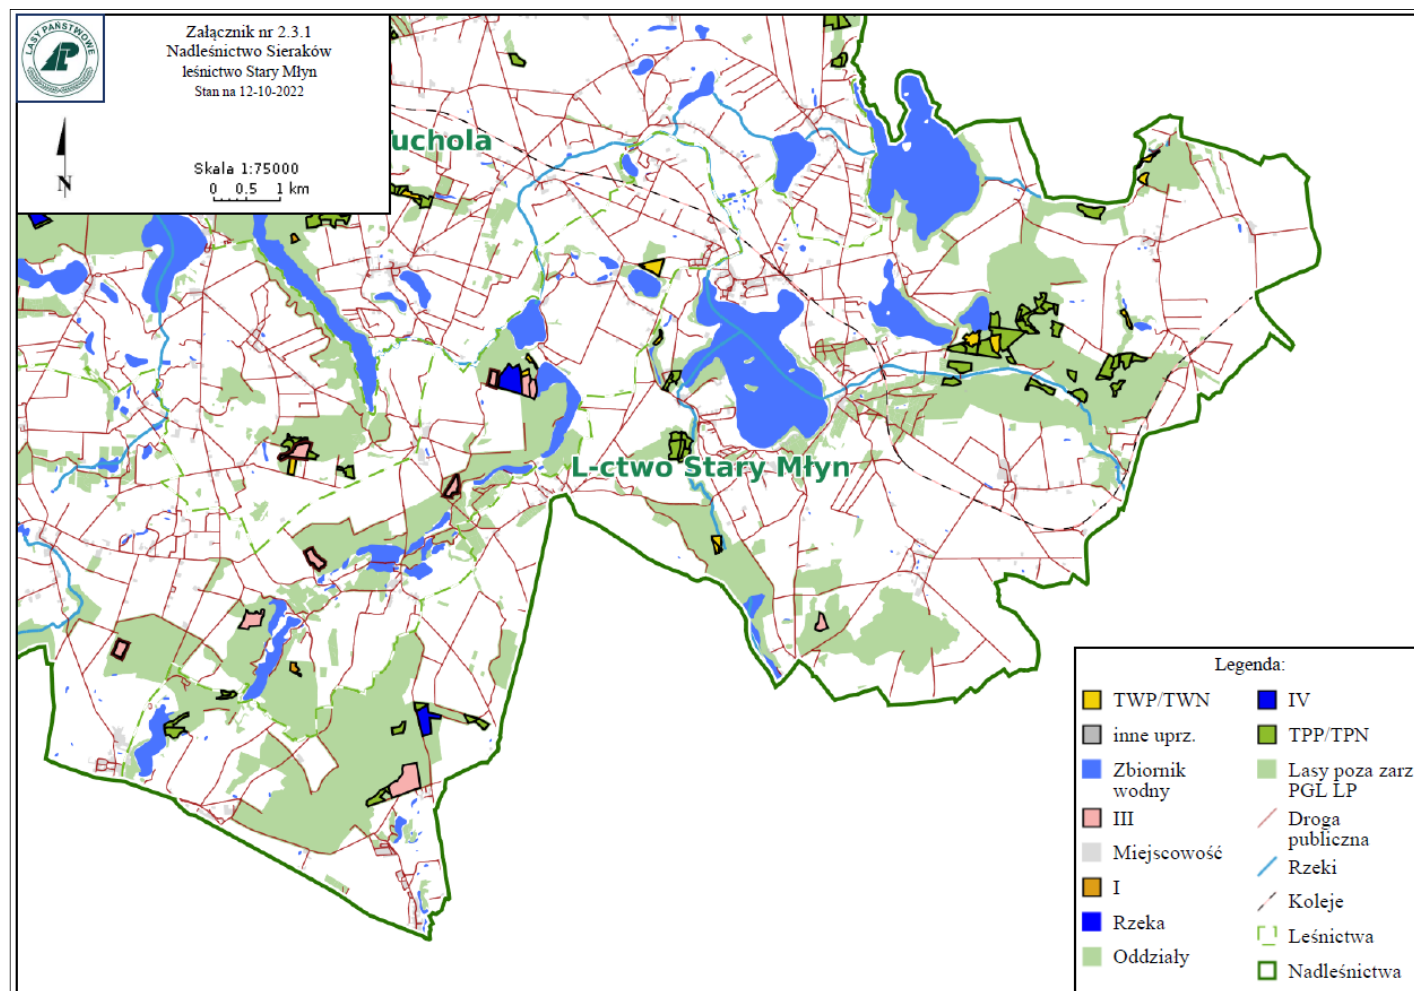 LASY PAŃSTWOWE
Załącznik nr 2.3.1
Nadleśnictwo Sieraków
leśnictwo Stary Młyn
Stan na 12-10-2022
N
Skala 1:75000
0 0.5 1 km
uchola
L-ctwo Stary Młyn
Legenda:
TWP/TWN
inne uprz.
Zbiornik
wodny
III
Miejscowość
I
Rzeka
Oddziały
IV
TPP/TPN
Lasy poza zarz
PGL LP
Droga
publiczna
Rzeki
Koleje
Leśnictwa
Nadleśnictwa